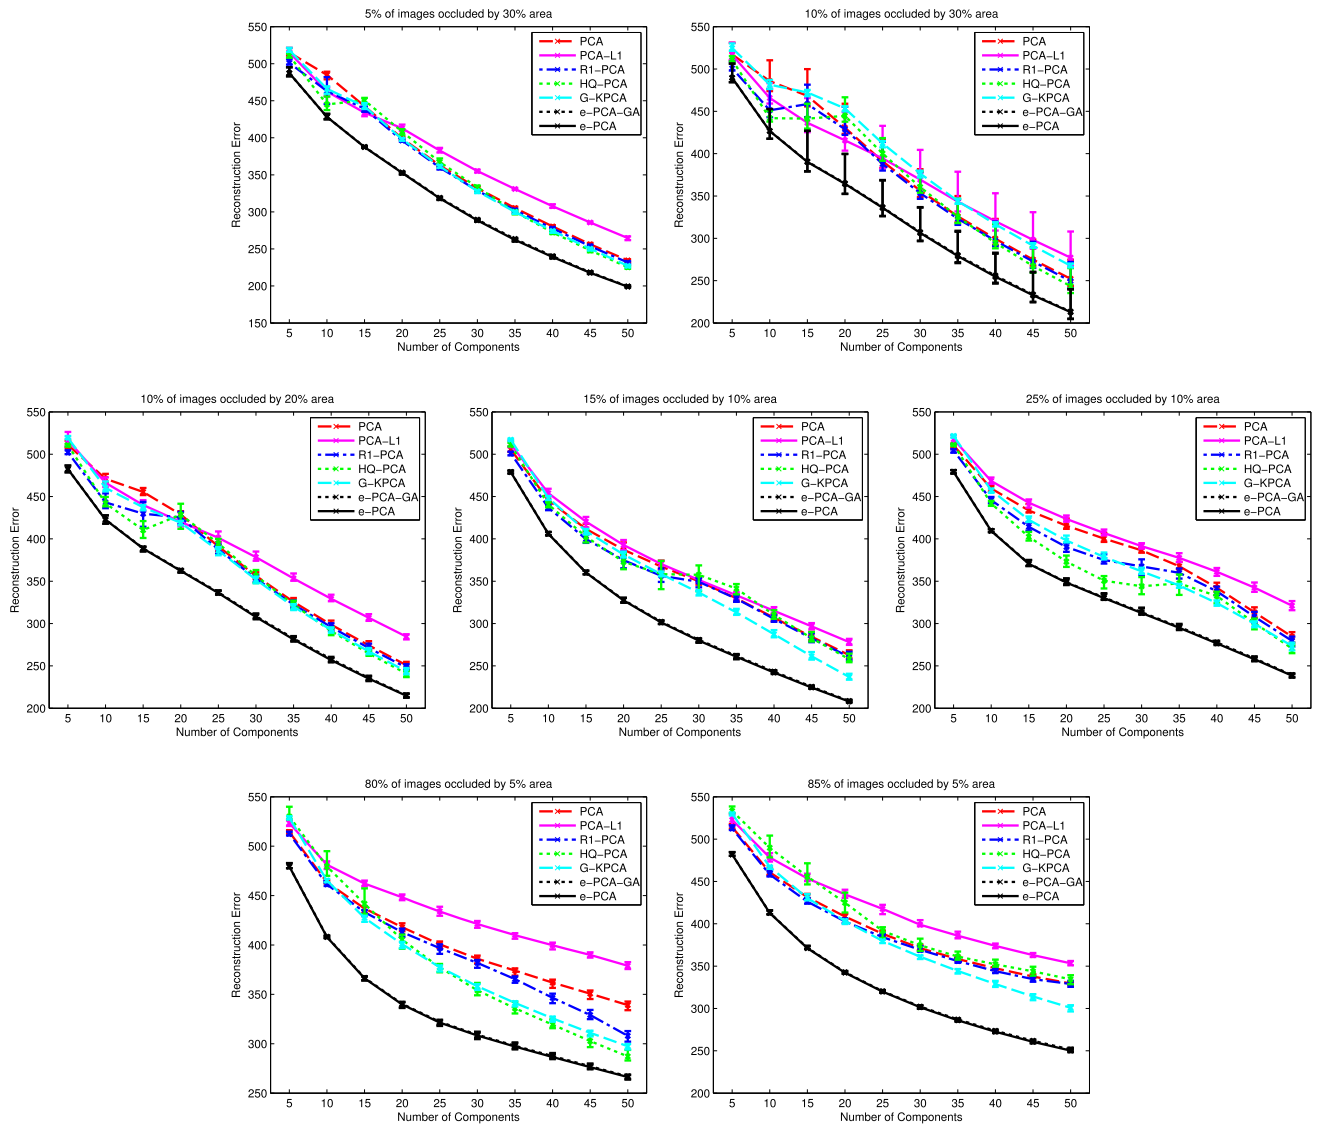 5% of images occluded by 30% area
550
500
450
400
350
300
250
200
150
5 10 15 20 25 30 35 40 45 50
Number of Components
Reconstruction Error
PCA
PCA−L1
R1−PCA
HQ−PCA
G−KPCA
e−PCA−GA
e−PCA
10% of images occluded by 30% area
550
500
450
400
350
300
250
200
5 10 15 20 25 30 35 40 45 50
Number of Components
Reconstruction Error
PCA
PCA−L1
R1−PCA
HQ−PCA
G−KPCA
e−PCA−GA
e−PCA
10% of images occluded by 20% area
550
500
450
400
350
300
250
200
5 10 15 20 25 30 35 40 45 50
Number of Components
Reconstruction Error
PCA
PCA−L1
R1−PCA
HQ−PCA
G−KPCA
e−PCA−GA
e−PCA
15% of images occluded by 10% area
550
500
450
400
350
300
250
200
5 10 15 20 25 30 35 40 45 50
Number of Components
Reconstruction Error
PCA
PCA−L1
R1−PCA
HQ−PCA
G−KPCA
e−PCA−GA
e−PCA
25% of images occluded by 10% area
550
500
450
400
350
300
250
200
5 10 15 20 25 30 35 40 45 50
Number of Components
Reconstruction Error
PCA
PCA−L1
R1−PCA
HQ−PCA
G−KPCA
e−PCA−GA
e−PCA
80% of images occluded by 5% area
550
500
450
400
350
300
250
5 10 15 20 25 30 35 40 45 50
Number of Components
Reconstruction Error
PCA
PCA−L1
R1−PCA
HQ−PCA
G−KPCA
e−PCA−GA
e−PCA
85% of images occluded by 5% area
550
500
450
400
350
300
250
200
5 10 15 20 25 30 35 40 45 50
Number of Components
Reconstruction Error
PCA
PCA−L1
R1−PCA
HQ−PCA
G−KPCA
e−PCA−GA
e−PCA